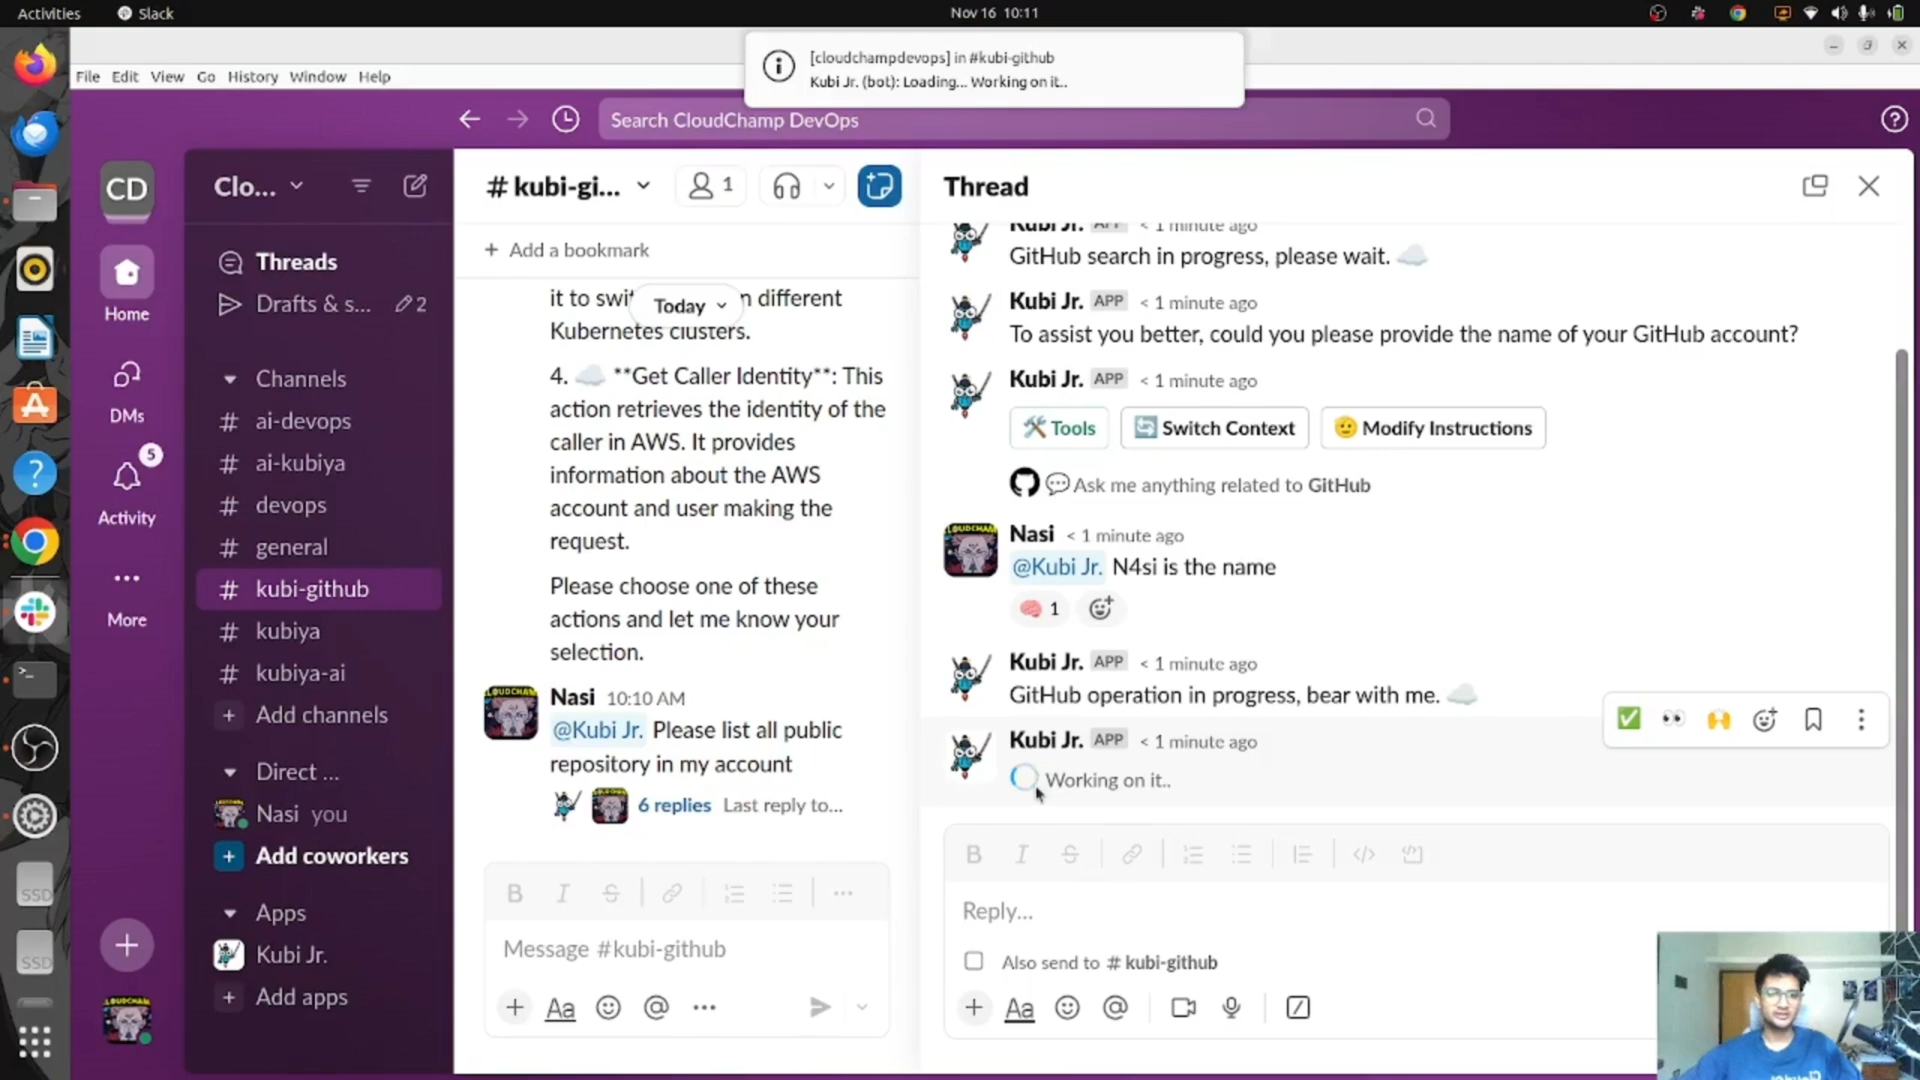 Activities
Slack
Nov 16 10:11
[cloudchampdevops] in #kubi-github
Kubi Jr. (bot): Loading... Working on it..
File Edit View Go History Window Help
Search CloudChamp DevOps
CD
Home
DMs
5
Activity
More
Clo...
Threads
Drafts & s... 2
Channels
# ai-devops
# ai-kubiya
# devops
# general
# kubi-github
# kubiya
# kubiya-ai
+ Add channels
Direct ...
Nasi you
+ Add coworkers
Apps
Kubi Jr.
+ Add apps
SSD
SSD
# kubi-gi...
1
+ Add a bookmark
Today
it to swit
n different
Kubernetes clusters.
4. **Get Caller Identity**: This
action retrieves the identity of the
caller in AWS. It provides
information about the AWS
account and user making the
request.
Please choose one of these
actions and let me know your
selection.
Nasi 10:10 AM
@Kubi Jr. Please list all public
repository in my account
6 replies Last reply to...
B I S
Message #kubi-github
+ Aa @
Thread
Kubi Jr. APP < 1 minute ago
GitHub search in progress, please wait.
Kubi Jr. APP < 1 minute ago
To assist you better, could you please provide the name of your GitHub account?
Kubi Jr. APP < 1 minute ago
Tools
Switch Context
Modify Instructions
Ask me anything related to GitHub
Nasi < 1 minute ago
@Kubi Jr. N4si is the name
1
Kubi Jr. APP < 1 minute ago
GitHub operation in progress, bear with me.
Kubi Jr. APP < 1 minute ago
Working on it..
B I S
Reply...
Also send to # kubi-github
+ Aa @